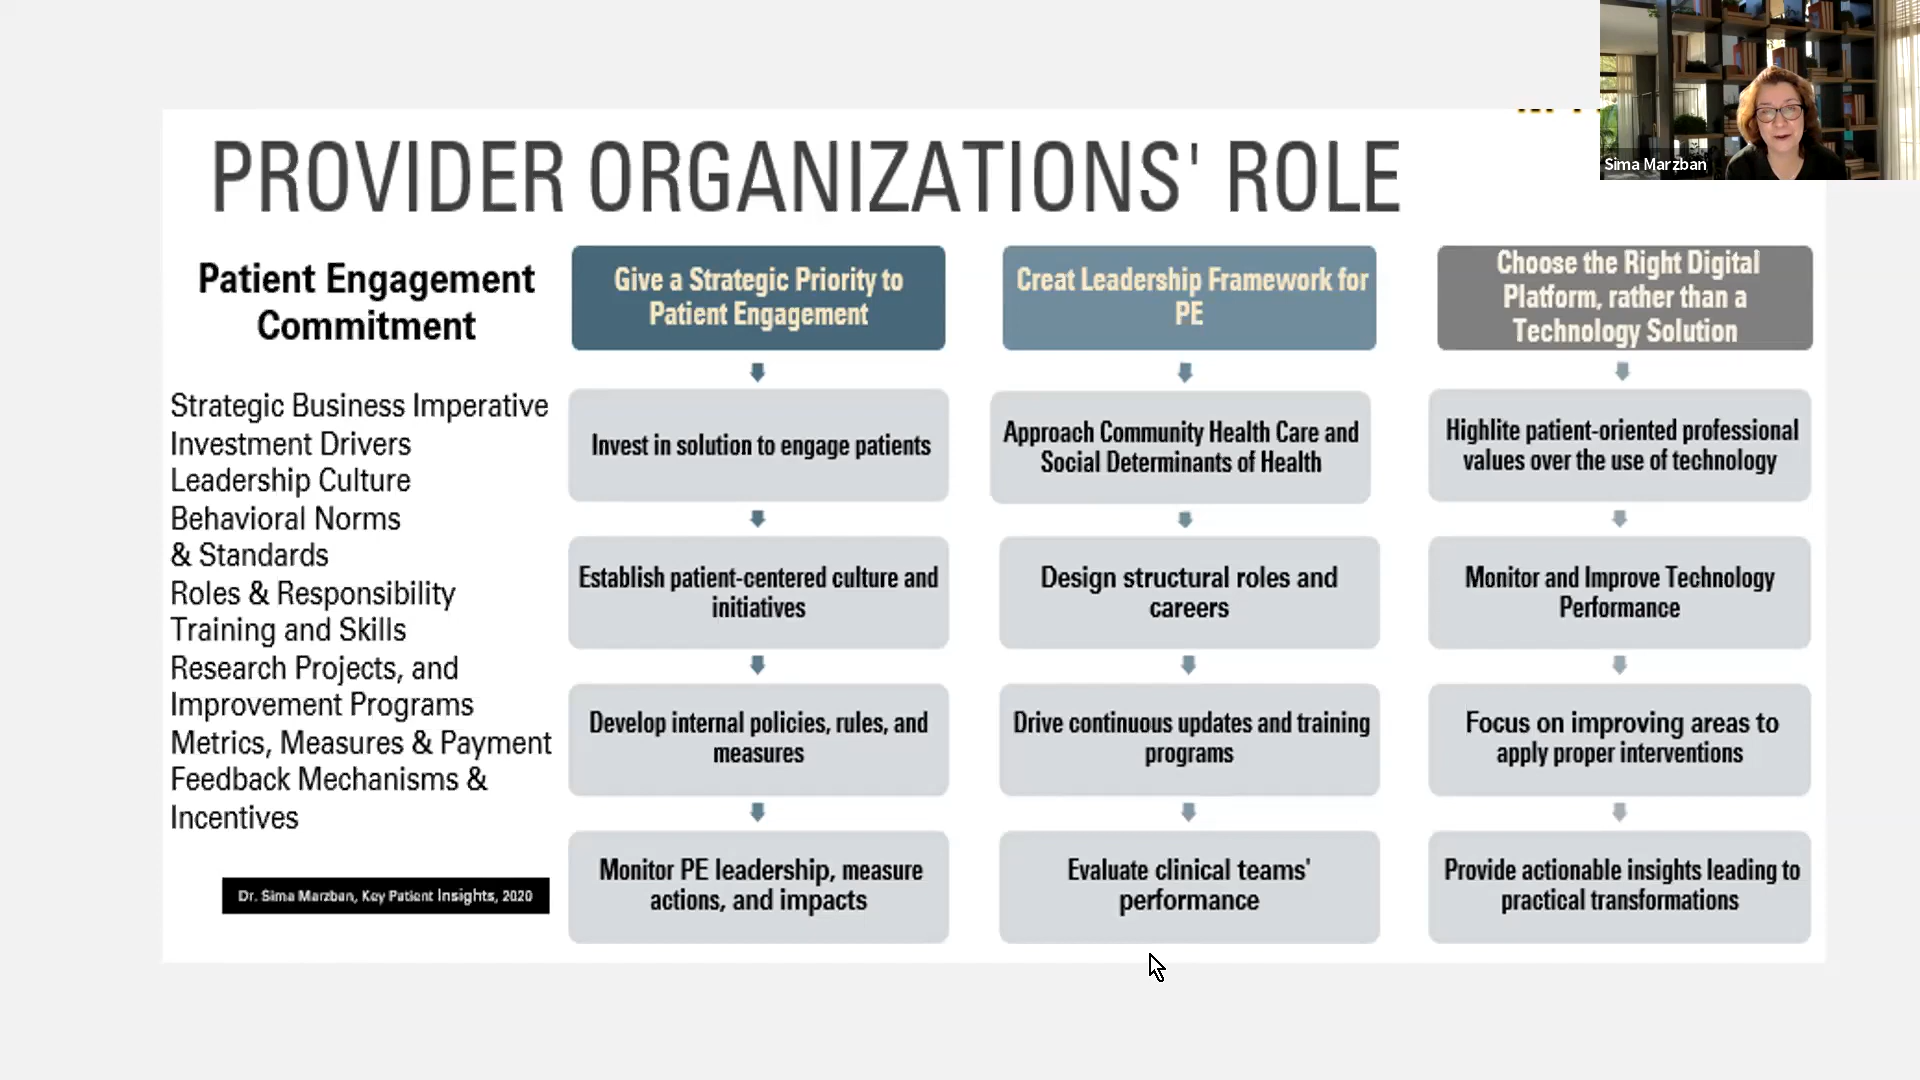 Sima Marzban
PROVIDER ORGANIZATIONS' ROLE
Patient Engagement
Commitment
Strategic Business Imperative
Investment Drivers
Leadership Culture
Behavioral Norms
& Standards
Roles & Responsibility
Training and Skills
Research Projects, and
Improvement Programs
Metrics, Measures & Payment
Feedback Mechanisms &
Incentives
Dr. Sima Marzban, Key Patient Insights, 2020
Give a Strategic Priority to
Patient Engagement
Invest in solution to engage patients
Establish patient-centered culture and
initiatives
Develop internal policies, rules, and
measures
Monitor PE leadership, measure
actions, and impacts
Creat Leadership Framework for
PE
Approach Community Health Care and
Social Determinants of Health
Design structural roles and
careers
Drive continuous updates and training
programs
Evaluate clinical teams'
performance
Choose the Right Digital
Platform, rather than a
Technology Solution
Highlite patient-oriented professional
values over the use of technology
Monitor and Improve Technology
Performance
Focus on improving areas to
apply proper interventions
Provide actionable insights leading to
practical transformations